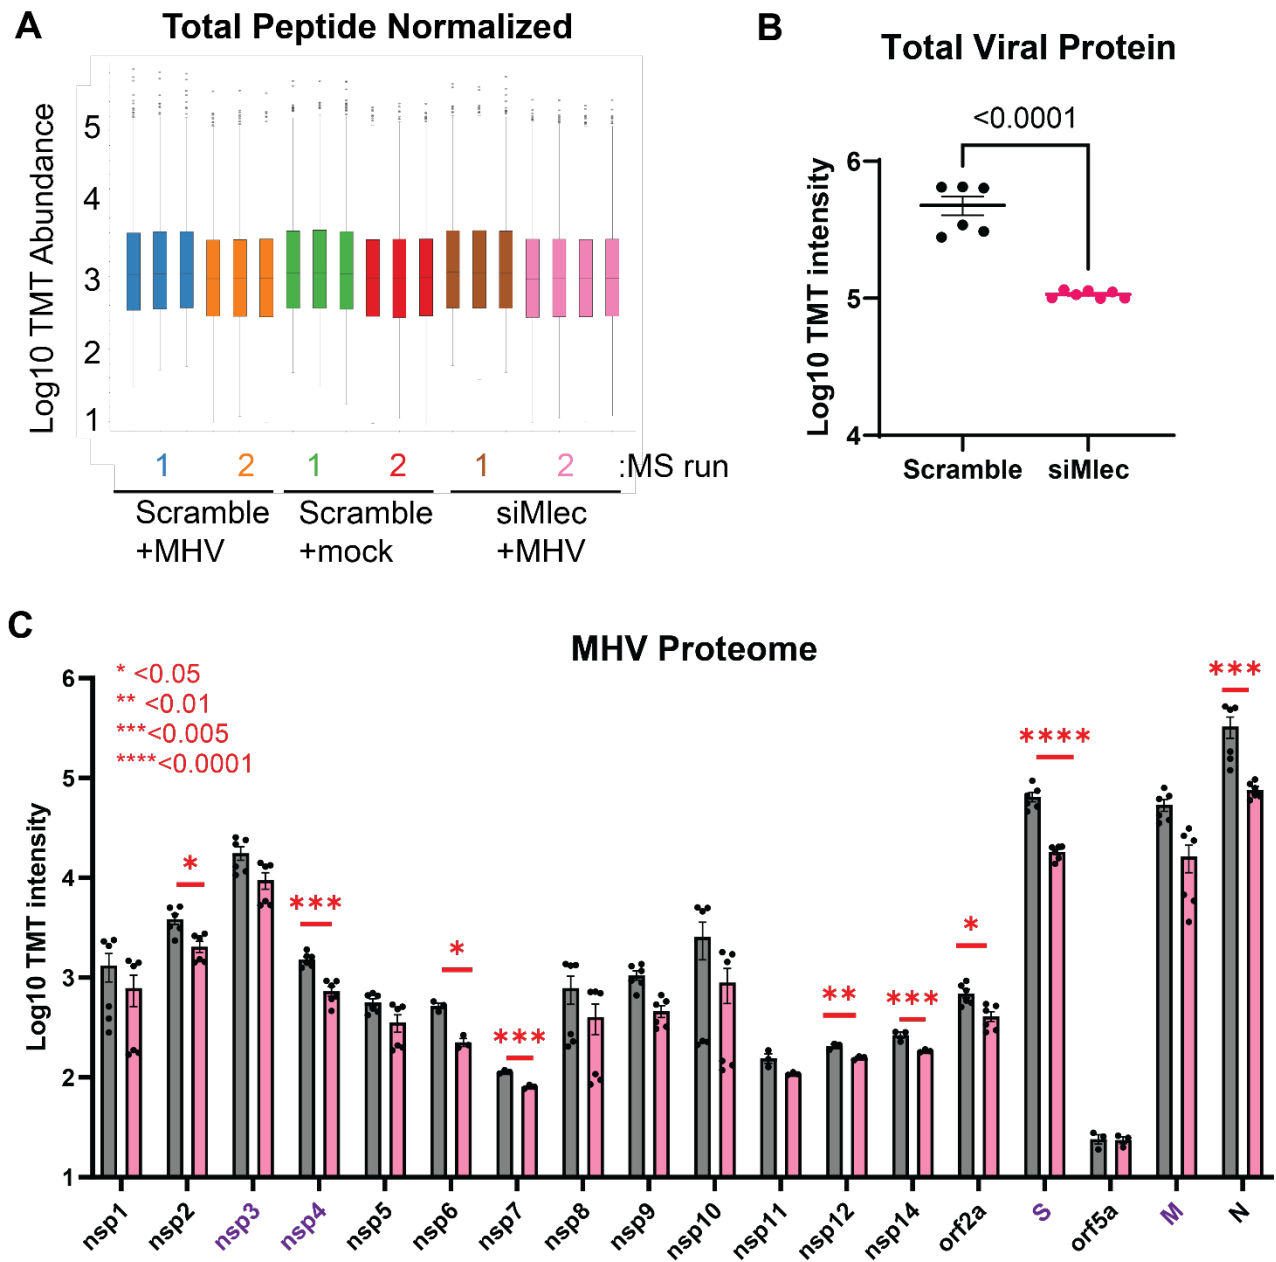 A
Total Peptide Normalized
Log10 TMT Abundance
5
4
3
2
1
1 2 1 2 1 2 :MS run
Scramble +MHV
Scramble +mock
siMlec +MHV
B
Total Viral Protein
<0.0001
Log10 TMT intensity
6
5
4
Scramble siMlec
C
MHV Proteome
* <0.05
** <0.01
***<0.005
****<0.0001
Log10 TMT intensity
6
5
4
3
2
1
* *** * *** ** *** * **** ***
nsp1 nsp2 nsp3 nsp4 nsp5 nsp6 nsp7 nsp8 nsp9 nsp10 nsp11 nsp12 nsp14 orf2a S orf5a M N